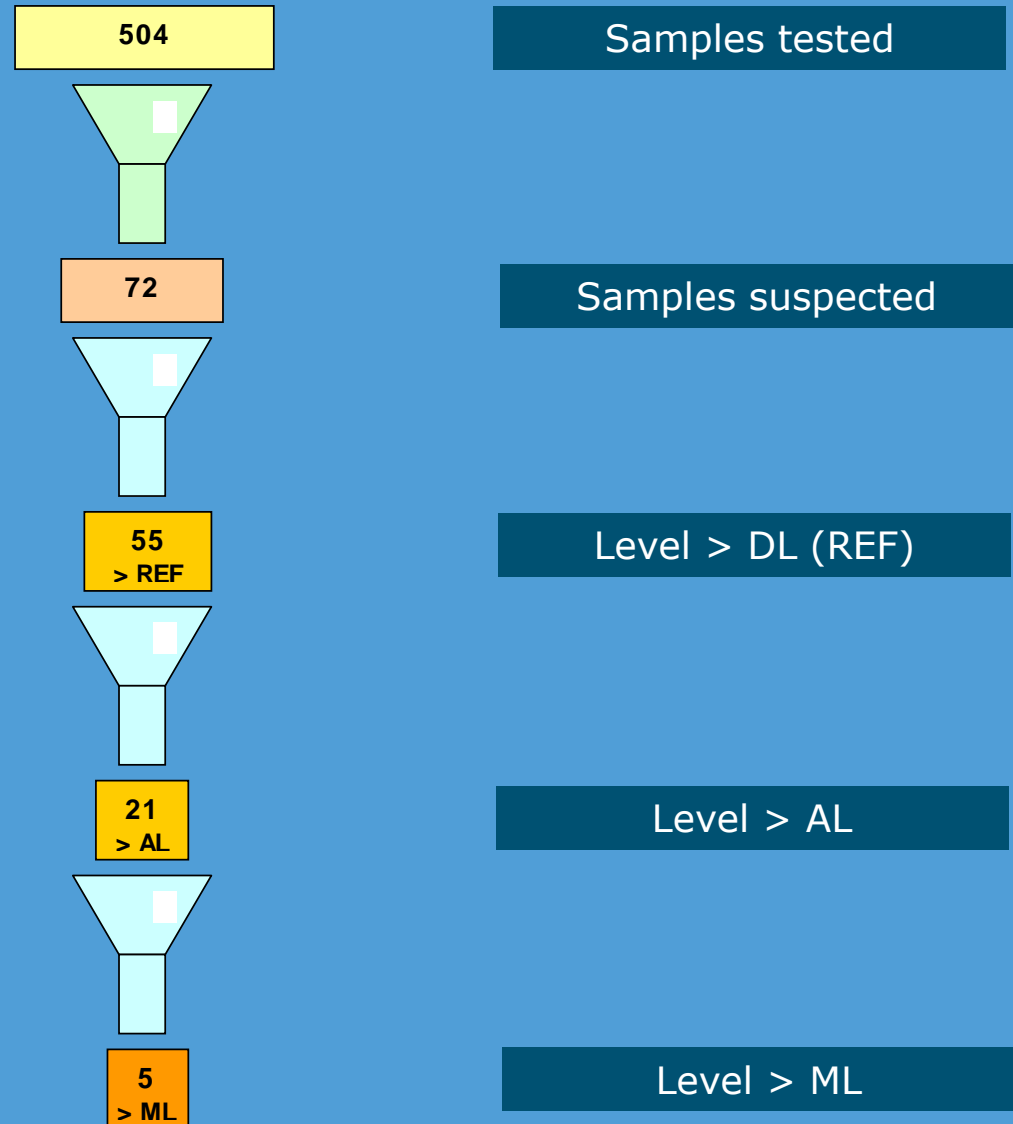 504
Samples tested
72
Samples suspected
55
> REF
Level > DL (REF)
21
> AL
Level > AL
5
> ML
Level > ML